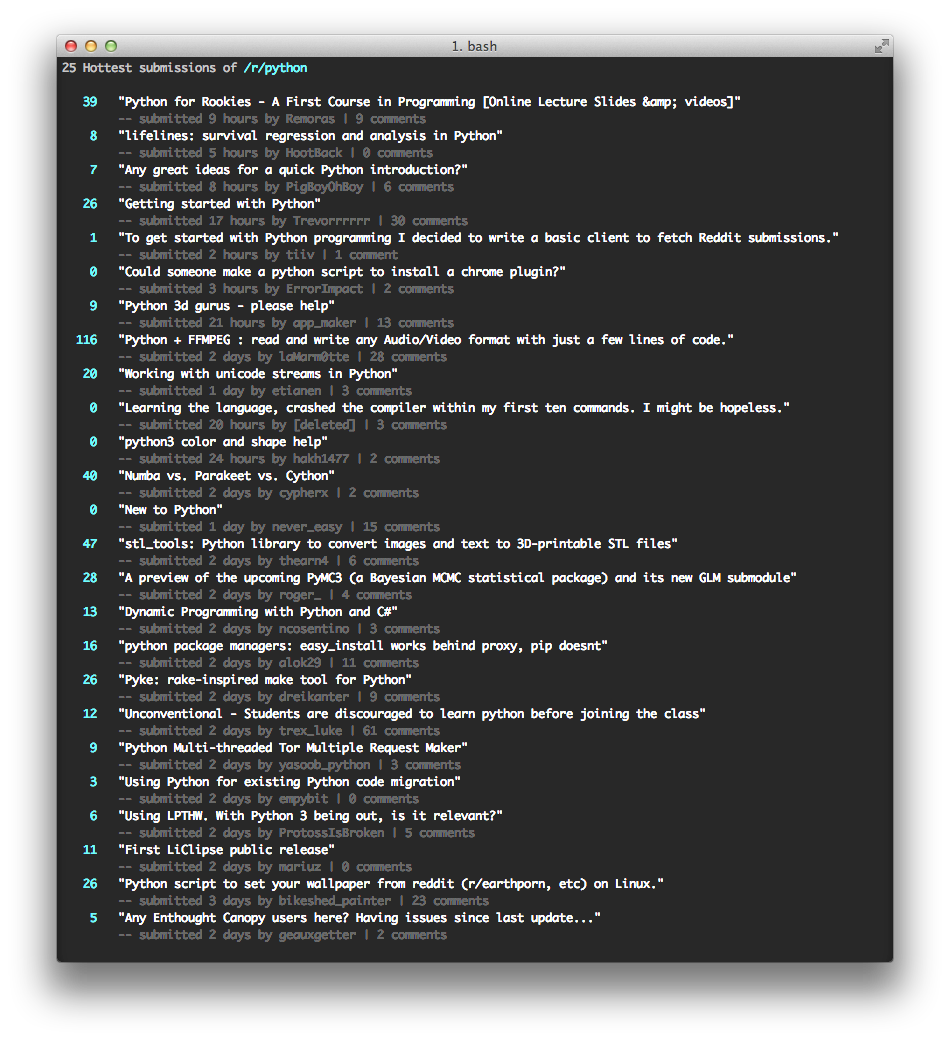 1. bash
25 Hottest submissions of /r/python
39 "Python for Rookies - A First Course in Programming [Online Lecture Slides &amp; videos]"
-- submitted 9 hours by Remoras | 9 comments
8 "lifelines: survival regression and analysis in Python"
-- submitted 5 hours by HootBack | 0 comments
7 "Any great ideas for a quick Python introduction?"
-- submitted 8 hours by PigBoyOhBoy | 6 comments
26 "Getting started with Python"
-- submitted 17 hours by Trevorrrrrr | 30 comments
1 "To get started with Python programming I decided to write a basic client to fetch Reddit submissions."
-- submitted 2 hours by tiiv | 1 comment
0 "Could someone make a python script to install a chrome plugin?"
-- submitted 3 hours by ErrorImpact | 2 comments
9 "Python 3d gurus - please help"
-- submitted 21 hours by app_maker | 13 comments
116 "Python + FFMPEG : read and write any Audio/Video format with just a few lines of code."
-- submitted 2 days by laMarm0tte | 28 comments
20 "Working with unicode streams in Python"
-- submitted 1 day by etianen | 3 comments
0 "Learning the language, crashed the compiler within my first ten commands. I might be hopeless."
-- submitted 20 hours by [deleted] | 3 comments
0 "python3 color and shape help"
-- submitted 24 hours by hakh1477 | 2 comments
40 "Numba vs. Parakeet vs. Cython"
-- submitted 2 days by cypherx | 2 comments
0 "New to Python"
-- submitted 1 day by never_easy | 15 comments
47 "stl_tools: Python library to convert images and text to 3D-printable STL files"
-- submitted 2 days by thearn4 | 6 comments
28 "A preview of the upcoming PyMC3 (a Bayesian MCMC statistical package) and its new GLM submodule"
-- submitted 2 days by roger_ | 4 comments
13 "Dynamic Programming with Python and C#"
-- submitted 2 days by ncosentino | 3 comments
16 "python package managers: easy_install works behind proxy, pip doesnt"
-- submitted 2 days by alok29 | 11 comments
26 "Pyke: rake-inspired make tool for Python"
-- submitted 2 days by dreikanter | 9 comments
12 "Unconventional - Students are discouraged to learn python before joining the class"
-- submitted 2 days by trex_luke | 61 comments
9 "Python Multi-threaded Tor Multiple Request Maker"
-- submitted 2 days by yasoob_python | 3 comments
3 "Using Python for existing Python code migration"
-- submitted 2 days by empybit | 0 comments
6 "Using LPTHW. With Python 3 being out, is it relevant?"
-- submitted 2 days by ProtossIsBroken | 5 comments
11 "First LiClipse public release"
-- submitted 2 days by mariuz | 0 comments
26 "Python script to set your wallpaper from reddit (r/earthporn, etc) on Linux."
-- submitted 3 days by bikeshed_painter | 23 comments
5 "Any Enthought Canopy users here? Having issues since last update..."
-- submitted 2 days by geauxgetter | 2 comments